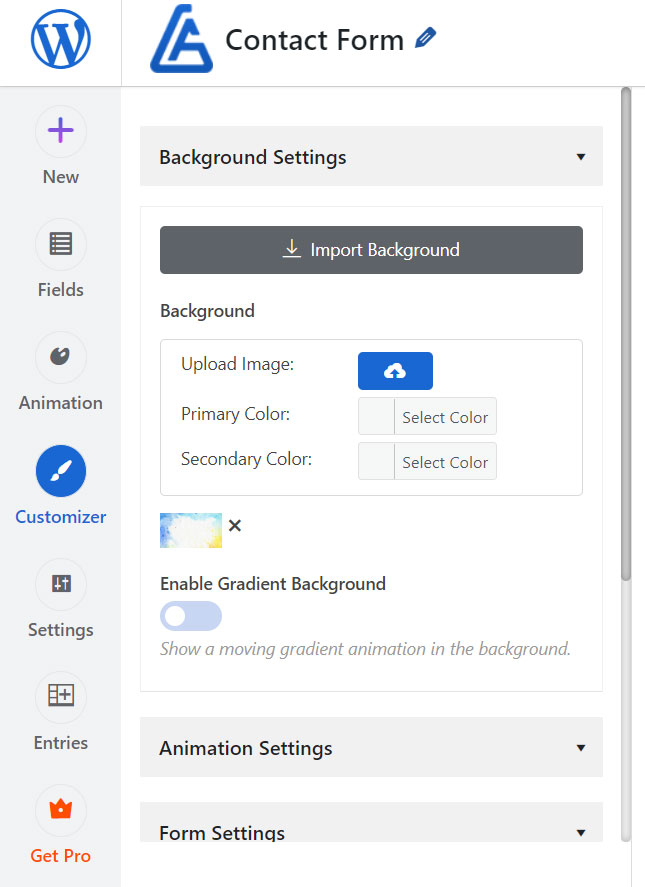 Contact Form
New
Fields
Animation
Customizer
Settings
Entries
Get Pro
Background Settings
Import Background
Background
Upload Image:
Primary Color:
Select Color
Secondary Color:
Select Color
Enable Gradient Background
Show a moving gradient animation in the background.
Animation Settings
Form Settings